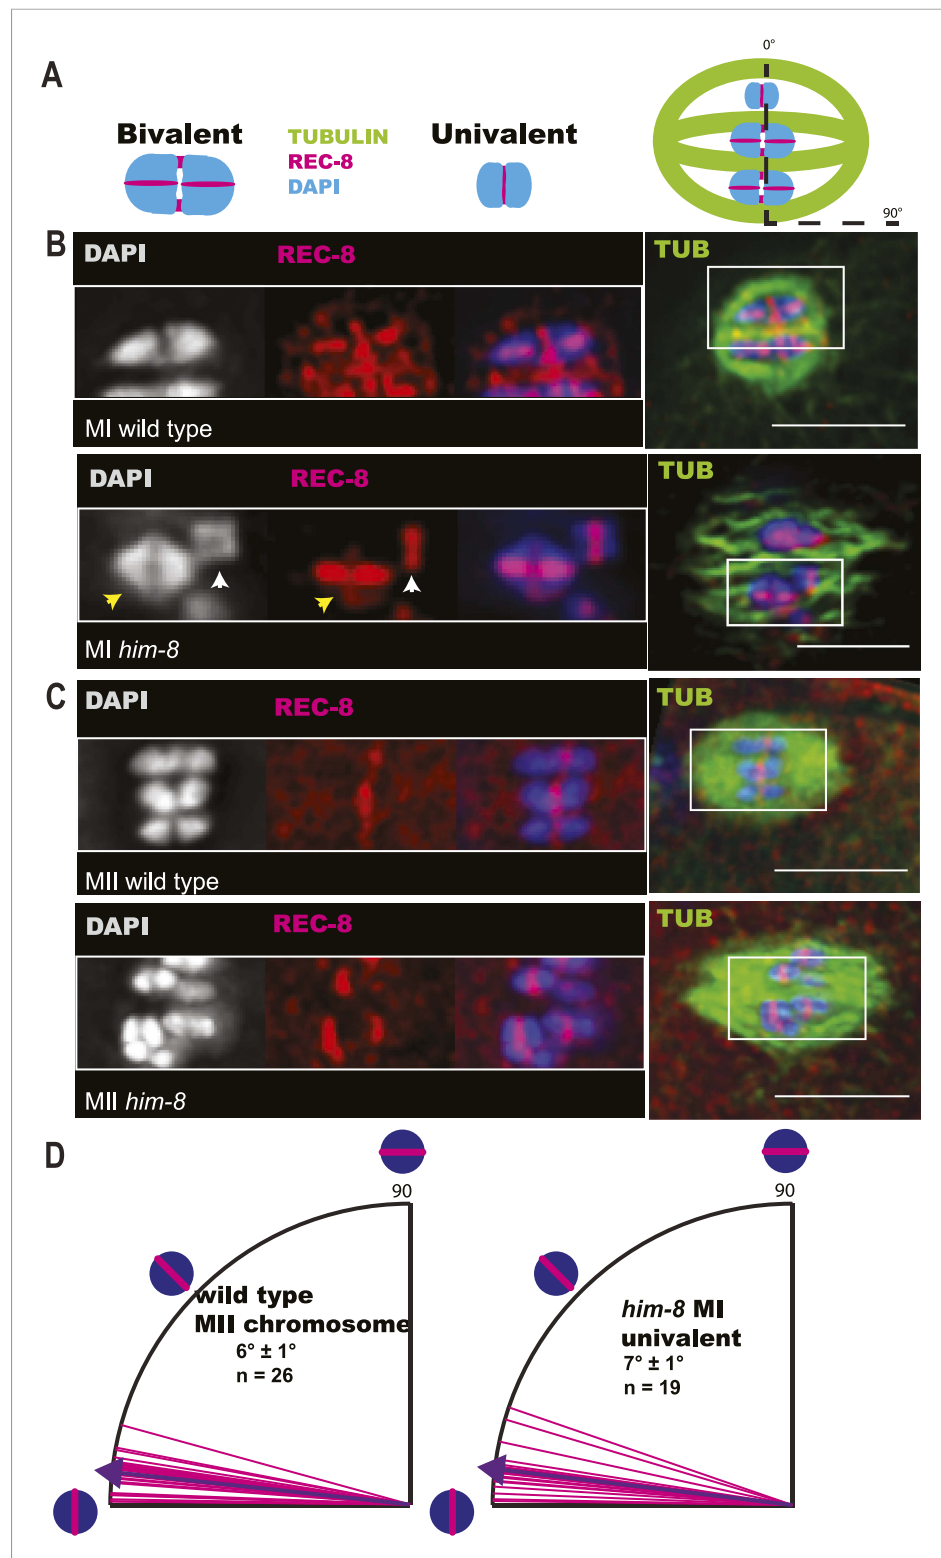 A
Bivalent
TUBULIN
REC-8
DAPI
Univalent
0°
90°
B
DAPI
REC-8
TUB
MI wild type
DAPI
REC-8
TUB
MI him-8
C
DAPI
REC-8
TUB
MII wild type
DAPI
REC-8
TUB
MII him-8
D
90
wild type
MII chromosome
6° ± 1°
n = 26
90
him-8 MI
univalent
7° ± 1°
n = 19